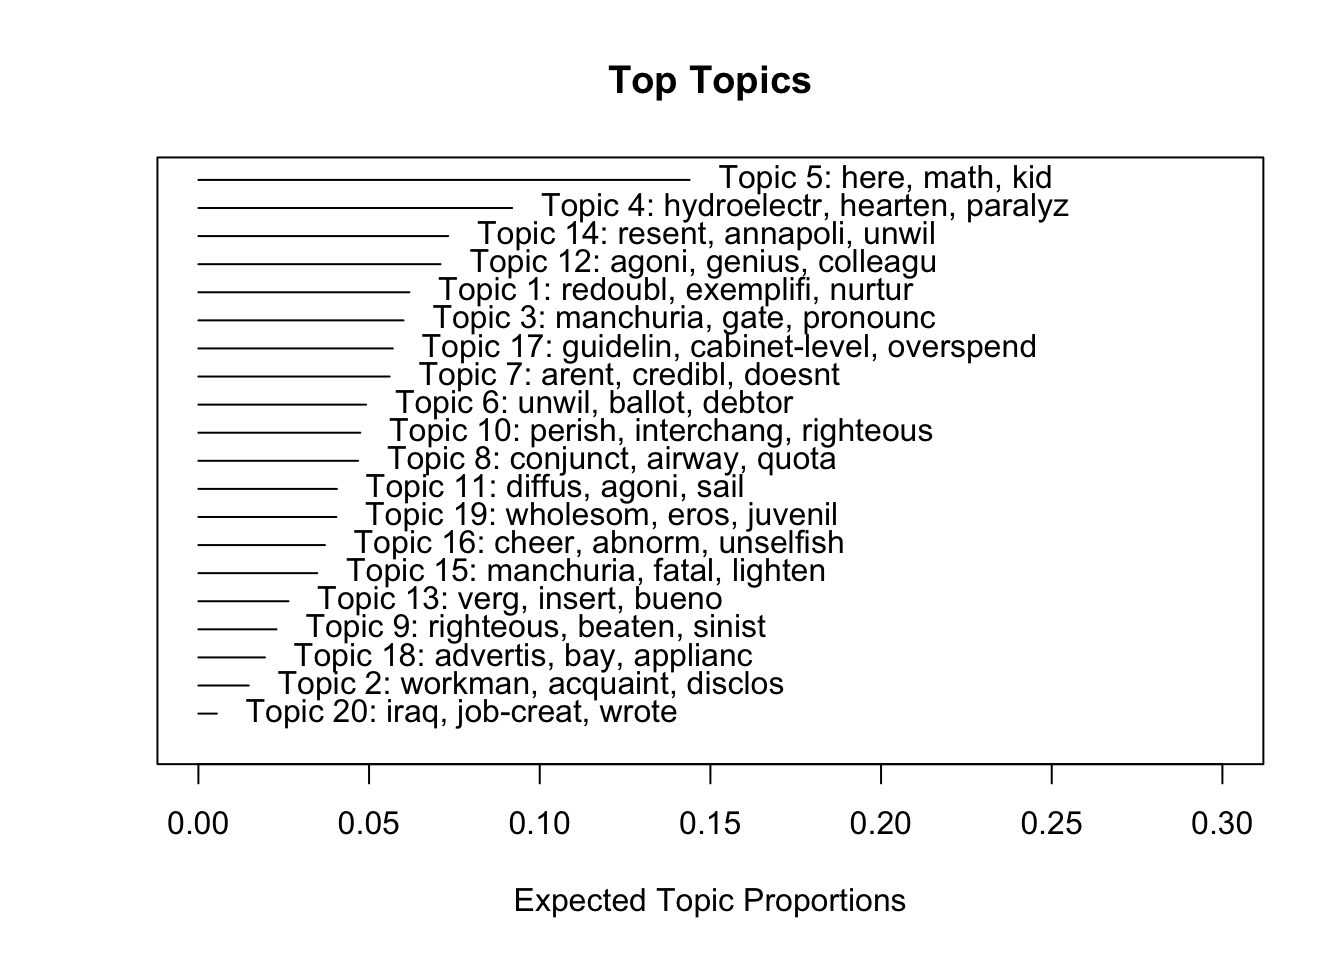 Top Topics
Topic 5: here, math, kid
Topic 4: hydroelectr, hearten, paralyz
Topic 14: resent, annapoli, unwil
Topic 12: agoni, genius, colleagu
Topic 1: redoubl, exemplifi, nurtur
Topic 3: manchuria, gate, pronounc
Topic 17: guidelin, cabinet-level, overspend
Topic 7: arent, credibl, doesnt
Topic 6: unwil, ballot, debtor
Topic 10: perish, interchang, righteous
Topic 8: conjunct, airway, quota
Topic 11: diffus, agoni, sail
Topic 19: wholesom, eros, juvenil
Topic 16: cheer, abnorm, unselfish
Topic 15: manchuria, fatal, lighten
Topic 13: verg, insert, bueno
Topic 9: righteous, beaten, sinist
Topic 18: advertis, bay, applianc
Topic 2: workman, acquaint, disclos
Topic 20: iraq, job-creat, wrote
0.00 0.05 0.10 0.15 0.20 0.25 0.30
Expected Topic Proportions